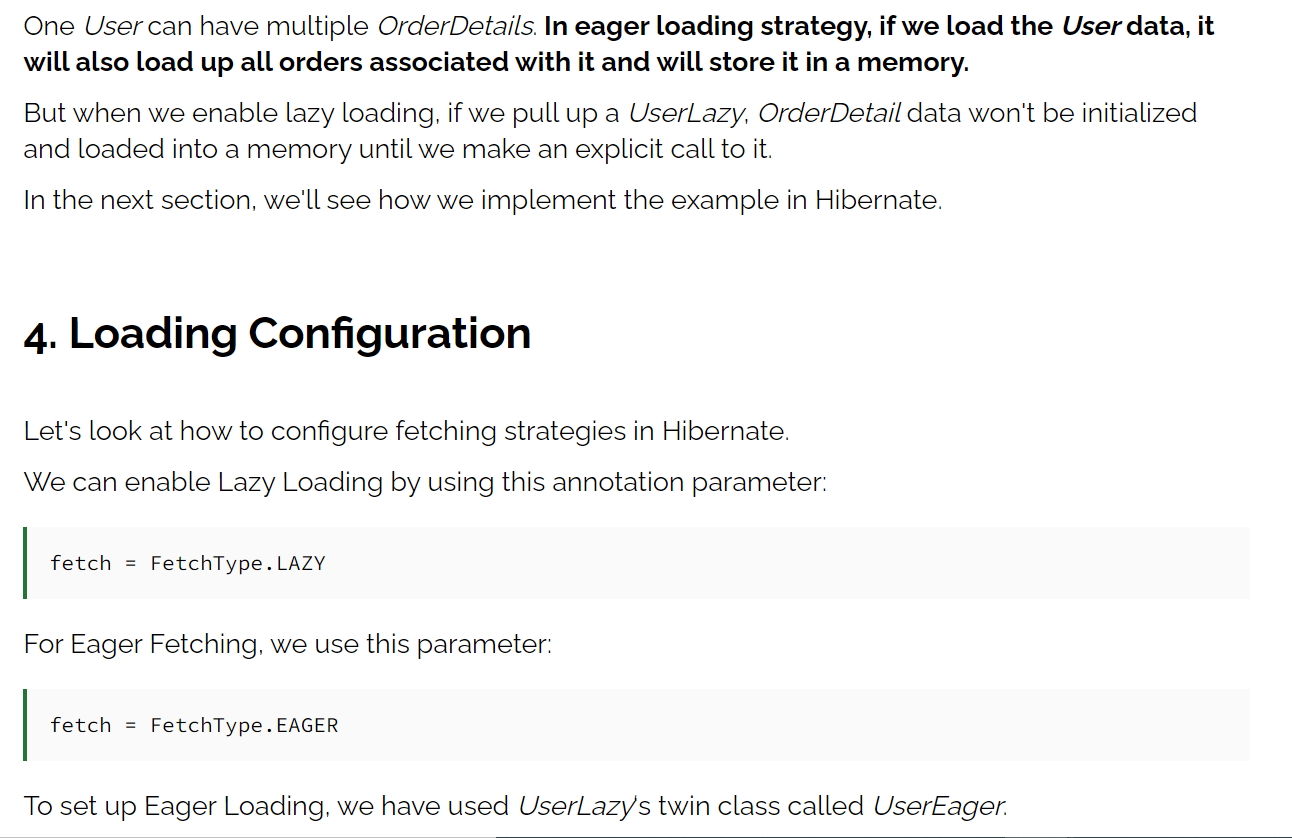 One User can have multiple OrderDetails. In eager loading strategy, if we load the User data, it
will also load up all orders associated with it and will store it in a memory.
But when we enable lazy loading, if we pull up a UserLazy, OrderDetail data won't be initialized
and loaded into a memory until we make an explicit call to it.
In the next section, we'll see how we implement the example in Hibernate.
4. Loading Configuration
Let's look at how to configure fetching strategies in Hibernate.
We can enable Lazy Loading by using this annotation parameter:
fetch = FetchType.LAZY
For Eager Fetching, we use this parameter:
fetch = FetchType.EAGER
To set up Eager Loading, we have used UserLazy's twin class called UserEager.